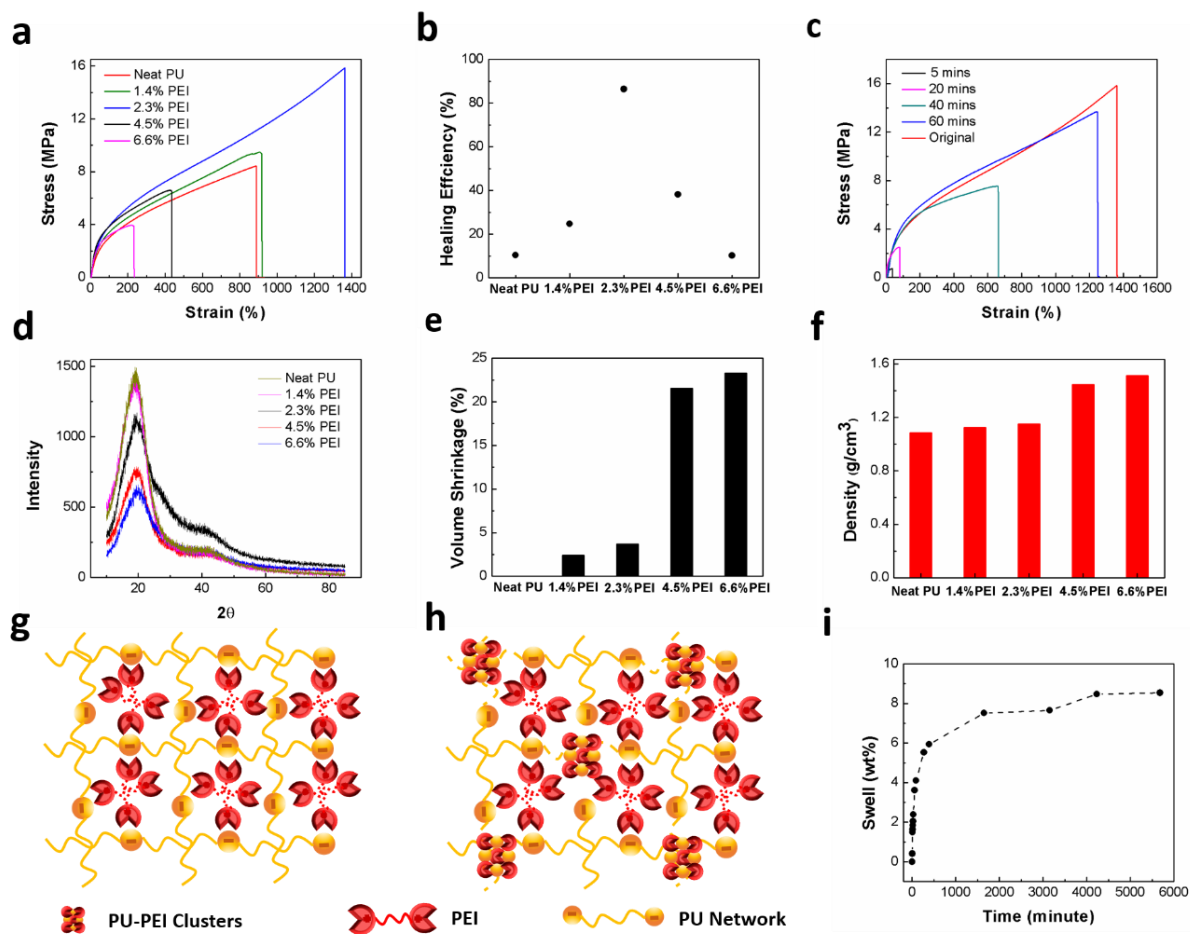 a
Stress (MPa)
16
12
8
4
0
Neat PU
1.4% PEI
2.3% PEI
4.5% PEI
6.6% PEI
0 200 400 600 800 1000 1200 1400
Strain (%)
b
Healing Effciency (%)
100
80
60
40
20
0
Neat PU 1.4%PEI 2.3%PEI 4.5%PEI 6.6%PEI
c
Stress (MPa)
16
12
8
4
0
5 mins
20 mins
40 mins
60 mins
Original
0 200 400 600 800 1000 1200 1400 1600
Strain (%)
d
Intensity
1500
1250
1000
750
500
250
0
Neat PU
1.4% PEI
2.3% PEI
4.5% PEI
6.6% PEI
0 20 40 60 80
2θ
e
Volume Shrinkage (%)
25
20
15
10
5
0
Neat PU 1.4%PEI 2.3%PEI 4.5%PEI 6.6%PEI
f
Density (g/cm³)
1.6
1.2
0.8
0.4
0.0
Neat PU 1.4%PEI 2.3%PEI 4.5%PEI 6.6%PEI
g
h
i
Swell (wt%)
10
8
6
4
2
0
0 1000 2000 3000 4000 5000 6000
Time (minute)
PU-PEI Clusters
PEI
PU Network